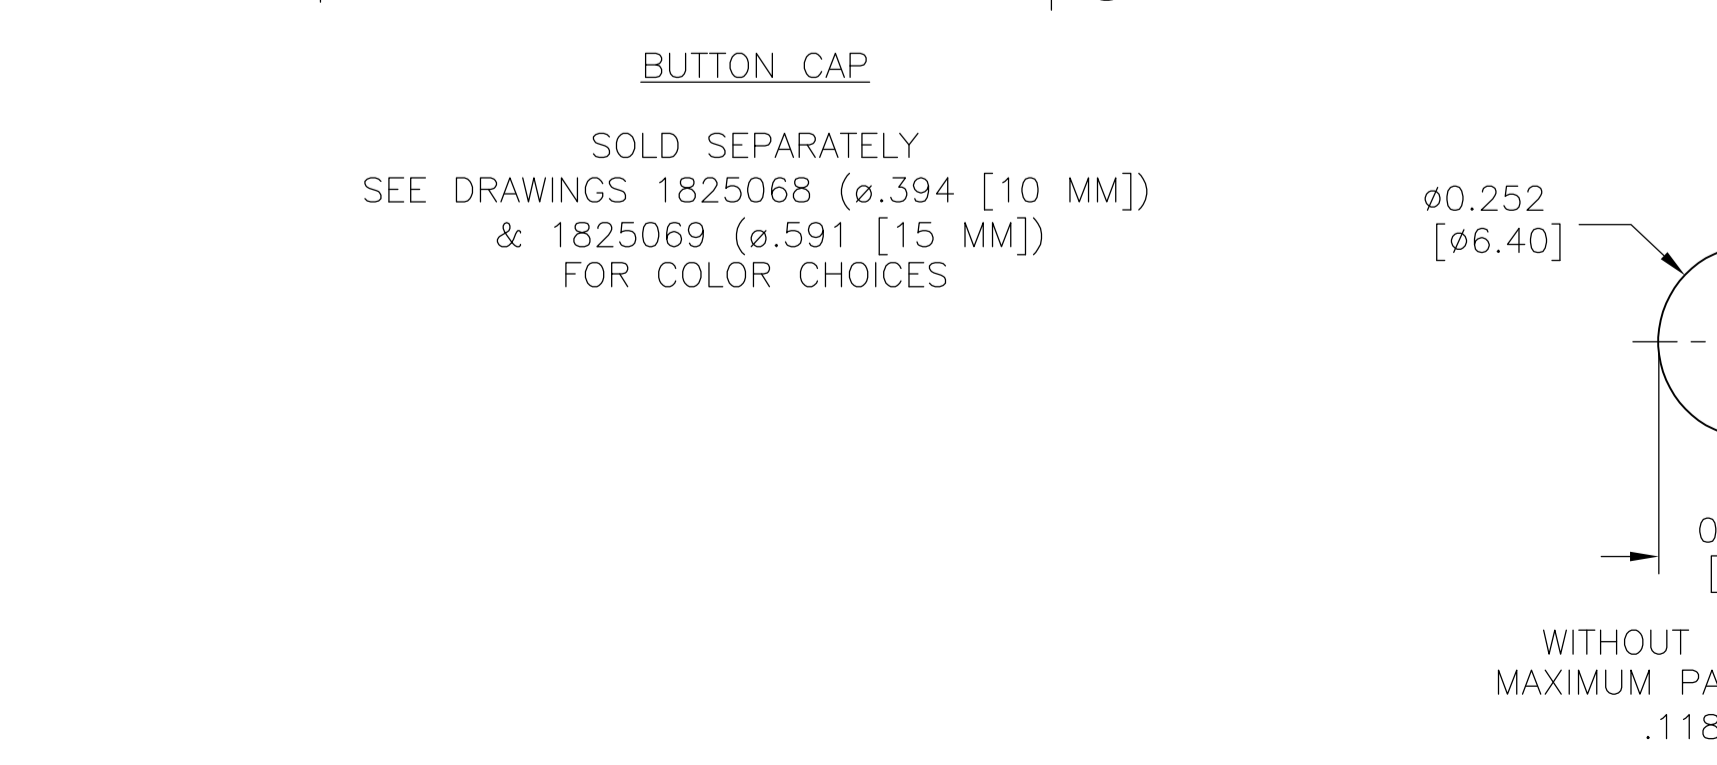 BUTTON CAP
SOLD SEPARATELY
SEE DRAWINGS 1825068 (ø.394 [10 MM])
& 1825069 (ø.591 [15 MM])
FOR COLOR CHOICES
ø0.252
[ø6.40]
WITHOUT
MAXIMUM
.118